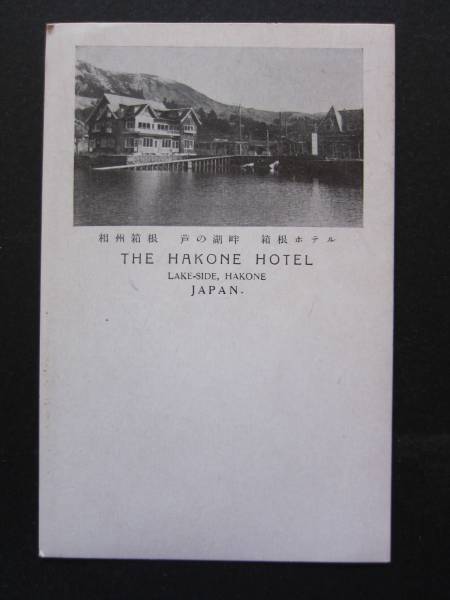 相州箱根 芦の湖畔 箱根ホテル
THE HAKONE HOTEL
LAKE-SIDE, HAKONE
JAPAN.